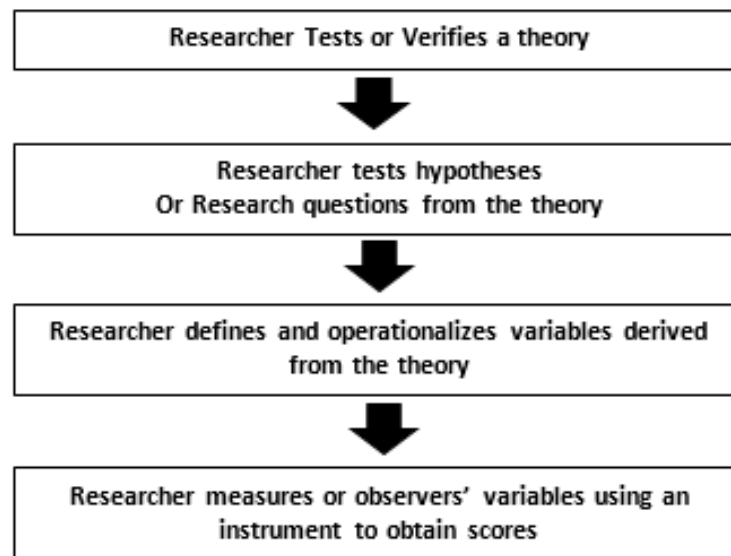 Researcher Tests or Verifies a theory
Researcher tests hypotheses
Or Research questions from the theory
Researcher defines and operationalizes variables derived
from the theory
Researcher measures or observers’ variables using an
instrument to obtain scores